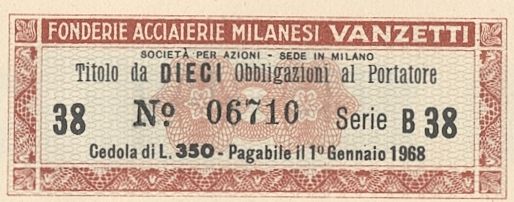 FONDERIE ACCIAIERIE MILANESI VANZETTI
SOCIETÀ PER AZIONI - SEDE IN MILANO
Titolo da DIECI Obbligazioni al Portatore
38 Nº 06710 Serie B 38
Cedola di L. 350 - Pagabile il 1º Gennaio 1968